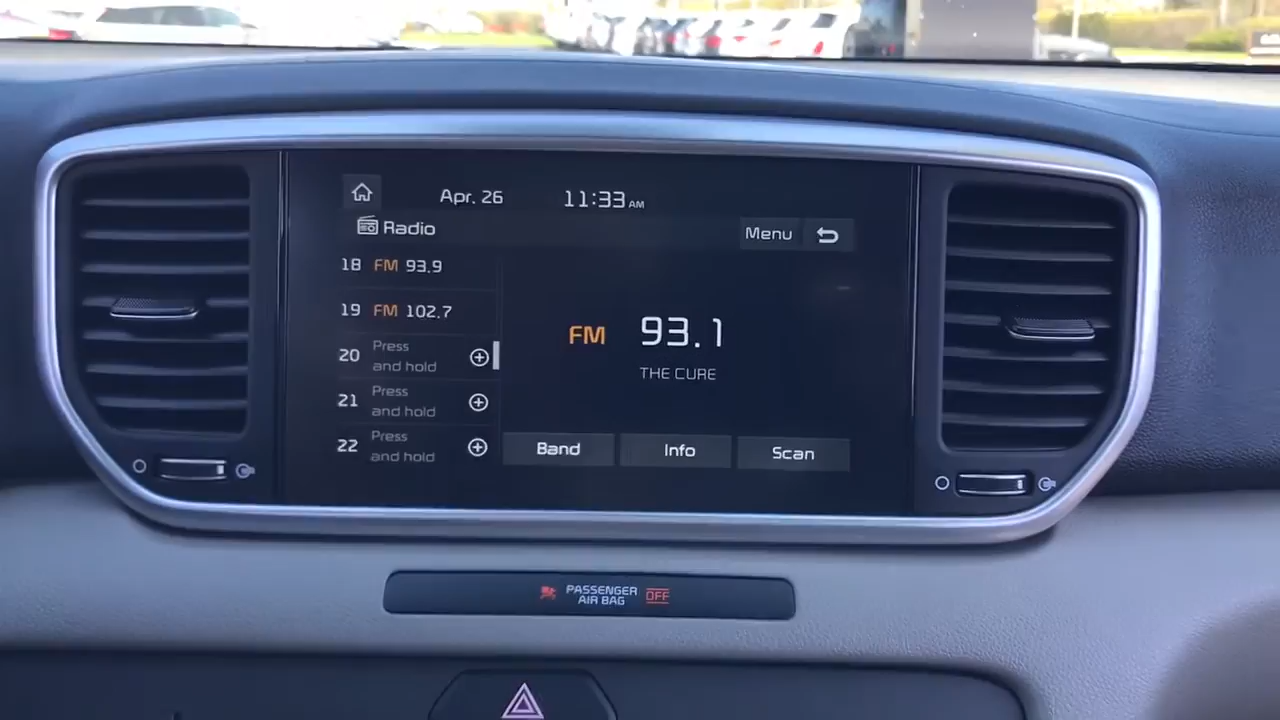 Apr. 26
11:33 AM
Radio
Menu
18 FM 93.9
19 FM 102.7
20 Press
and hold
21 Press
and hold
22 Press
and hold
FM 93.1
THE CURE
Band
Info
Scan
PASSENGER
AIR BAG
OFF